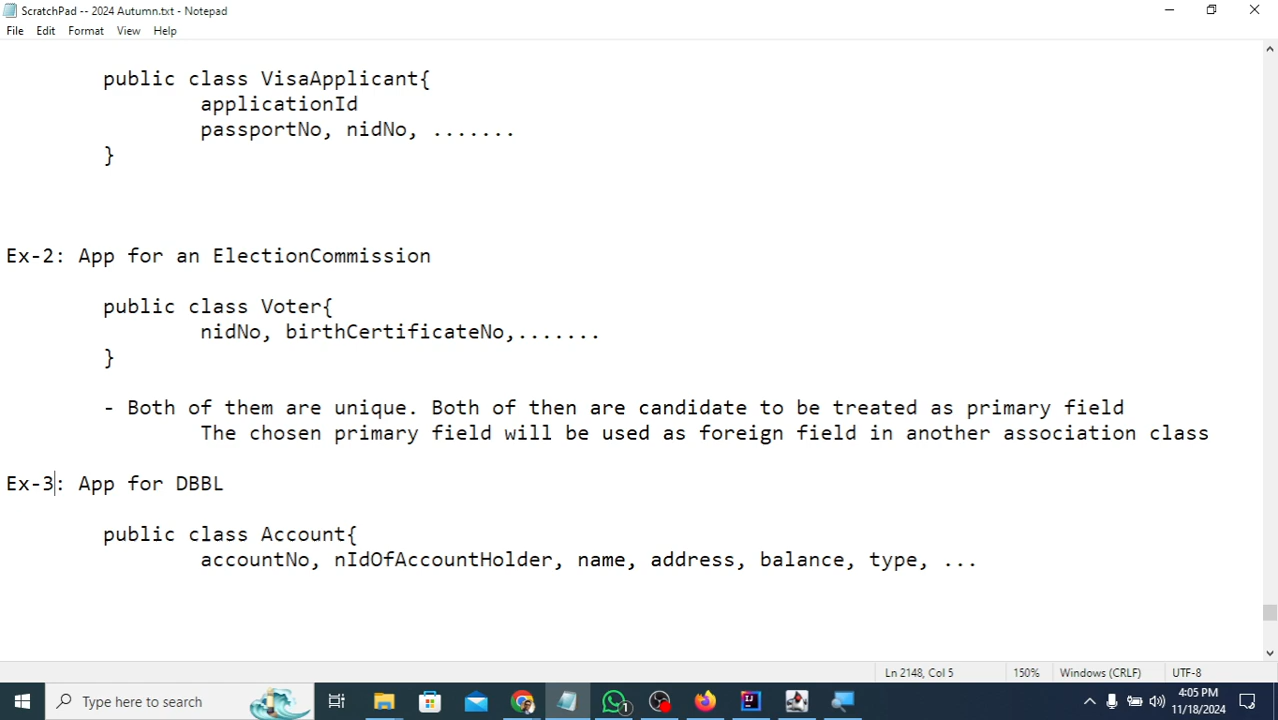 ScratchPad -- 2024 Autumn.txt - Notepad
File Edit Format View Help
public class VisaApplicant{
applicationId
passportNo, nidNo, .......
}
Ex-2: App for an ElectionCommission
public class Voter{
nidNo, birthCertificateNo,.......
}
- Both of them are unique. Both of then are candidate to be treated as primary field
The chosen primary field will be used as foreign field in another association class
Ex-3: App for DBBL
public class Account{
accountNo, nIdOfAccountHolder, name, address, balance, type, ...
Ln 2148, Col 5 150% Windows (CRLF) UTF-8
Type here to search
1
4:05 PM
11/18/2024